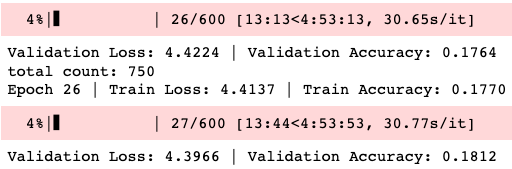 4%|▋ | 26/600 [13:13<4:53:13, 30.65s/it]
Validation Loss: 4.4224 | Validation Accuracy: 0.1764
total count: 750
Epoch 26 | Train Loss: 4.4137 | Train Accuracy: 0.1770
4%|▋ | 27/600 [13:44<4:53:53, 30.77s/it]
Validation Loss: 4.3966 | Validation Accuracy: 0.1812